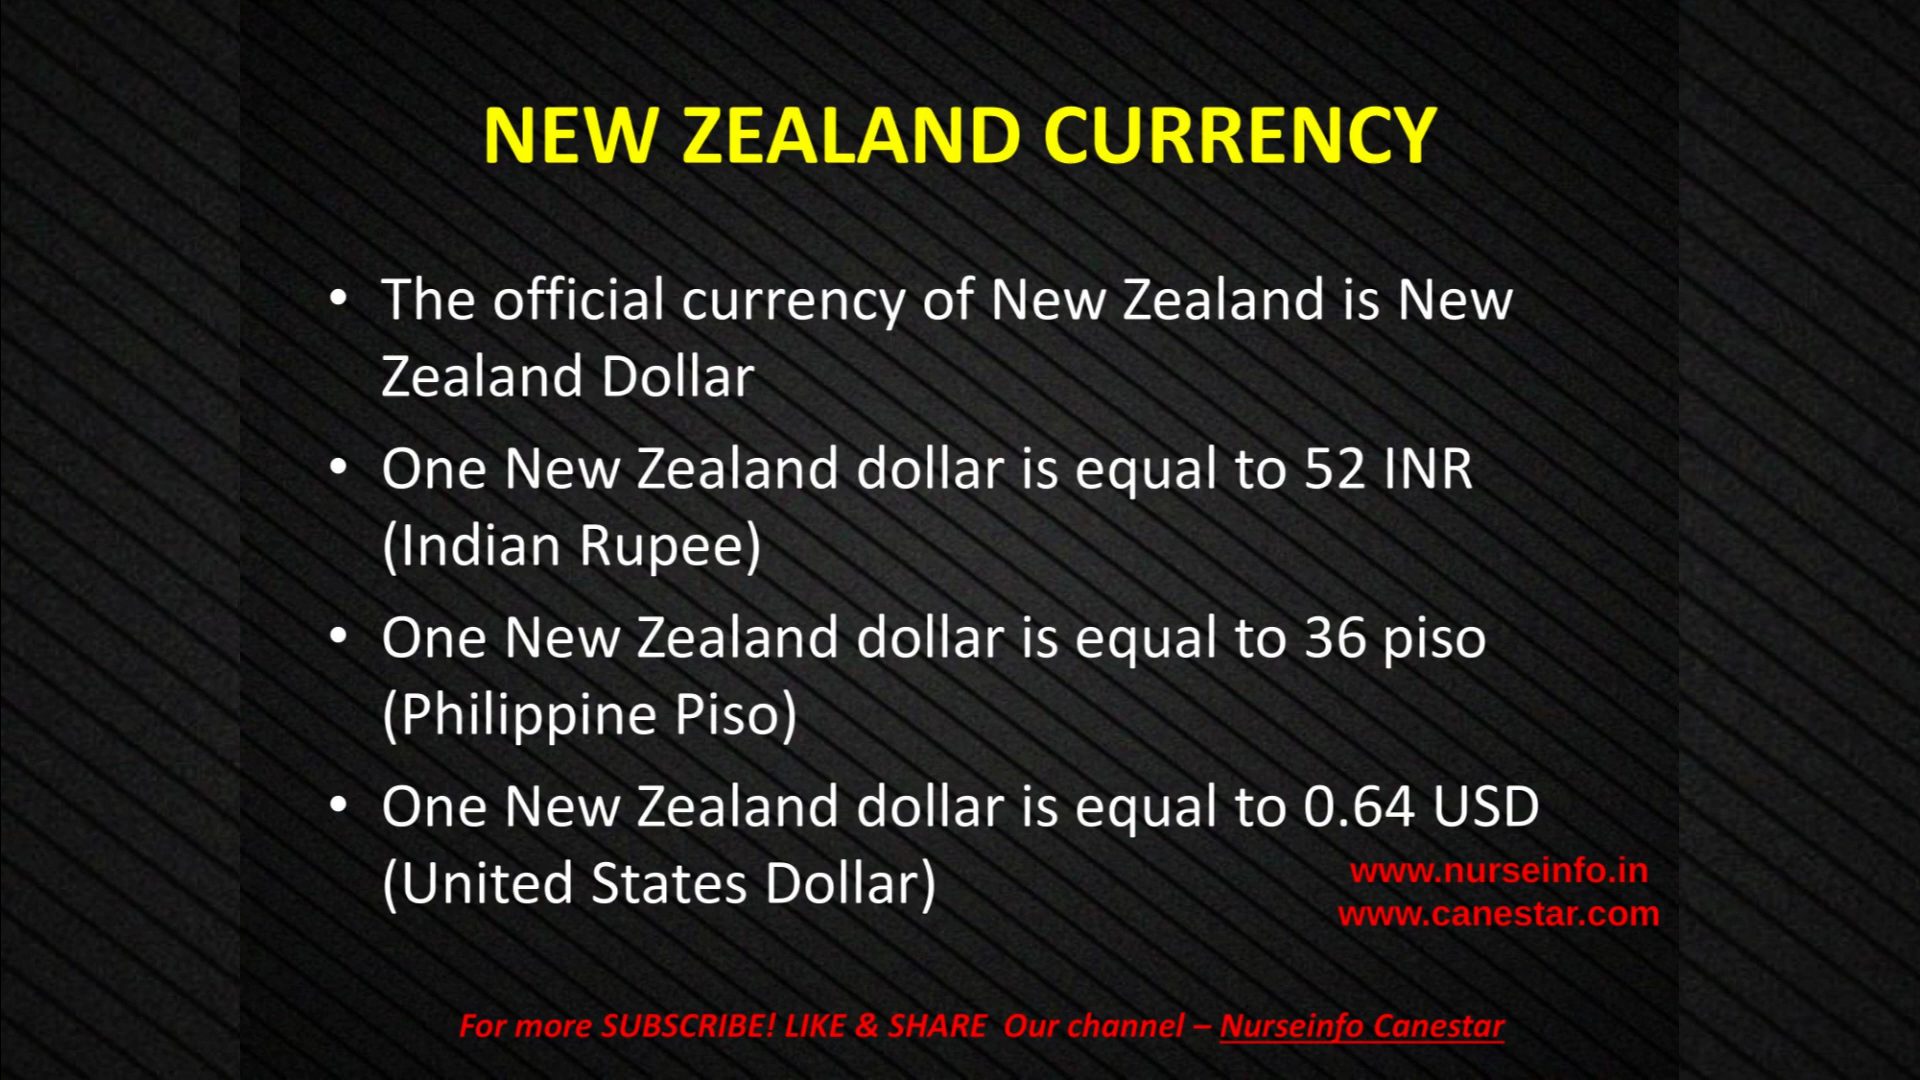 NEW ZEALAND CURRENCY
• The official currency of New Zealand is New
Zealand Dollar
• One New Zealand dollar is equal to 52 INR
(Indian Rupee)
• One New Zealand dollar is equal to 36 piso
(Philippine Piso)
• One New Zealand dollar is equal to 0.64 USD
(United States Dollar)
www.nurseinfo.in
www.canestar.com
For more SUBSCRIBE! LIKE & SHARE Our channel – Nurseinfo Canestar